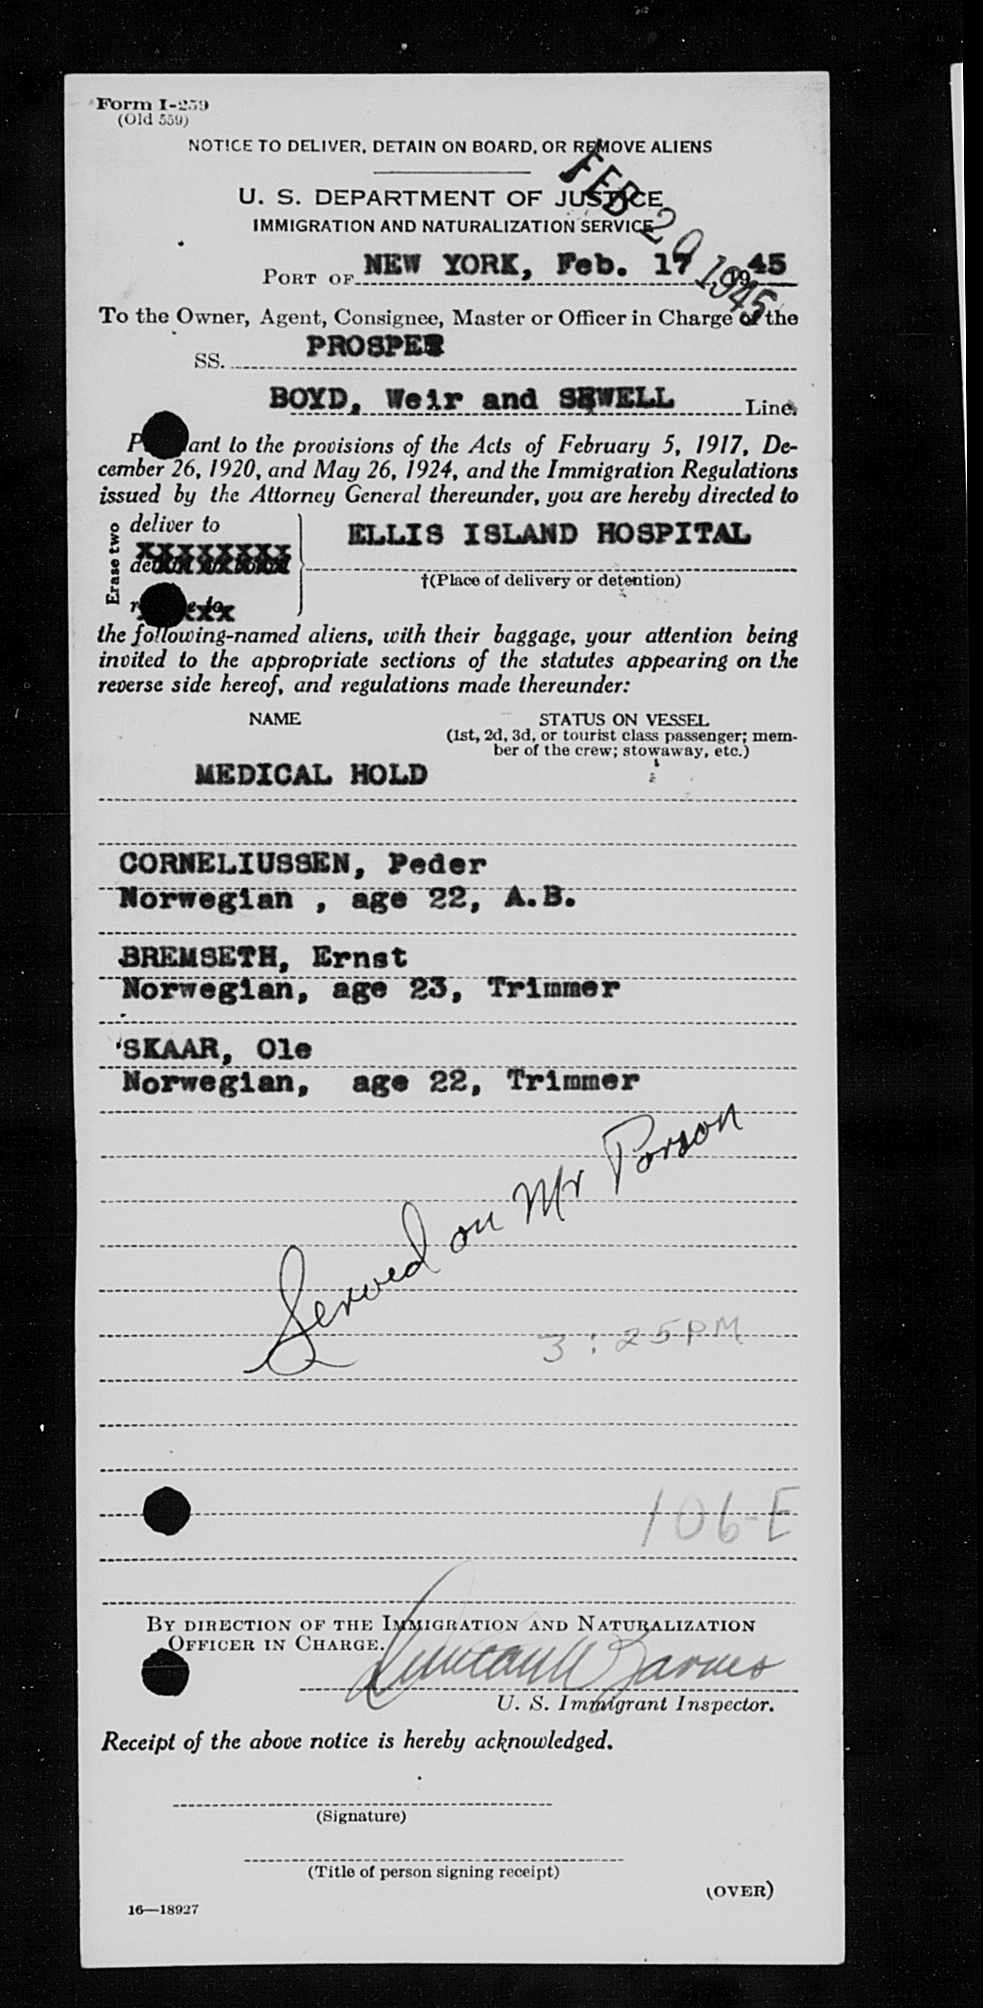 Form I-259
(Old 559)
NOTICE TO DELIVER, DETAIN ON BOARD, OR REMOVE ALIENS
U. S. DEPARTMENT OF JUSTICE
IMMIGRATION AND NATURALIZATION SERVICE
FEB 20 1945
PORT OF NEW YORK, Feb. 17, 1945
To the Owner, Agent, Consignee, Master or Officer in Charge of the
SS. PROSPER
BOYD, Weir and SEWELL Line,
P ant to the provisions of the Acts of February 5, 1917, De-
cember 26, 1920, and May 26, 1924, and the Immigration Regulations
issued by the Attorney General thereunder, you are hereby directed to
Erase two
deliver to
ELLIS ISLAND HOSPITAL
†(Place of delivery or detention)
the following-named aliens, with their baggage, your attention being
invited to the appropriate sections of the statutes appearing on the
reverse side hereof, and regulations made thereunder:
NAME STATUS ON VESSEL
(1st, 2d, 3d, or tourist class passenger; mem-
ber of the crew; stowaway, etc.)
MEDICAL HOLD
CORNELIUSSEN, Peder
Norwegian , age 22, A.B.
BREMSETH, Ernst
Norwegian, age 23, Trimmer
SKAAR, Ole
Norwegian, age 22, Trimmer
Served on Mr Porson
3:25PM
106-E
BY DIRECTION OF THE IMMIGRATION AND NATURALIZATION
OFFICER IN CHARGE.
Barnes
U. S. Immigrant Inspector.
Receipt of the above notice is hereby acknowledged.
(Signature)
(Title of person signing receipt)
(OVER)
16—18927